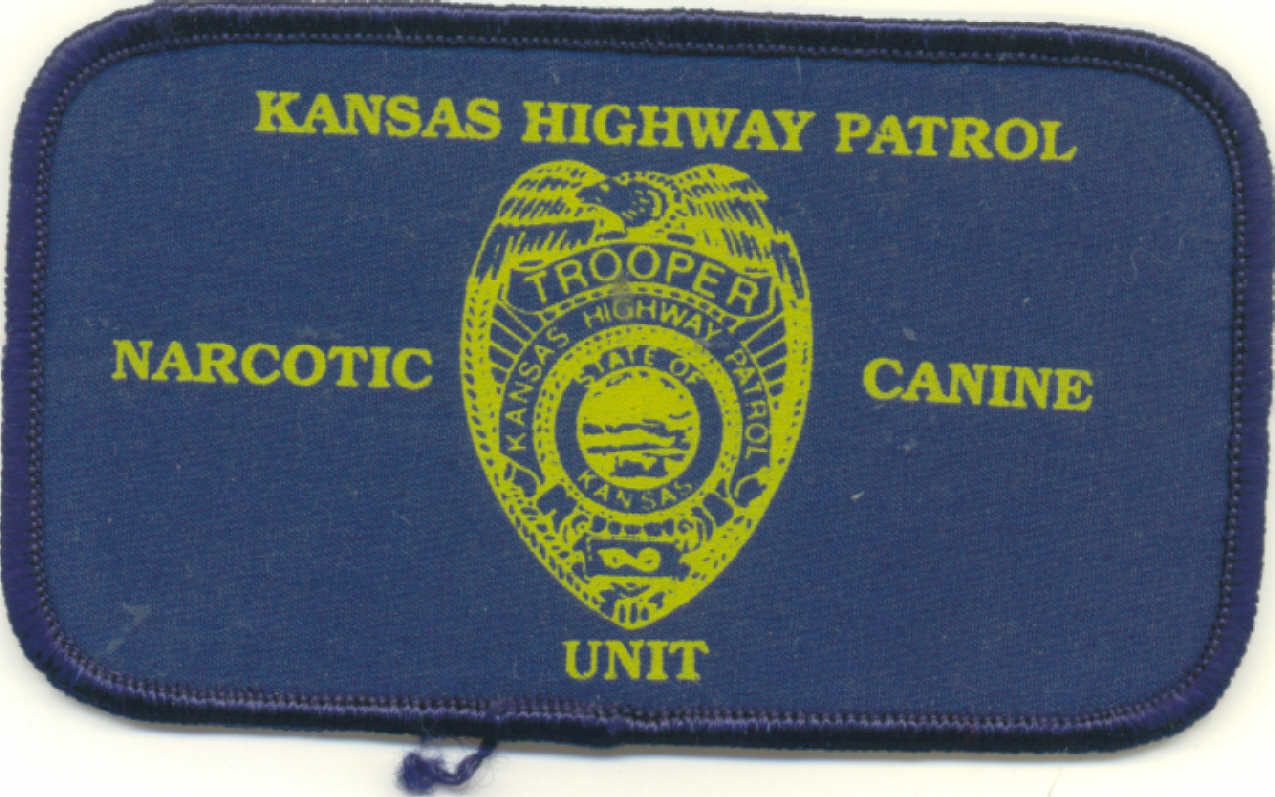 KANSAS HIGHWAY PATROL
TROOPER
KANSAS HIGHWAY PATROL
STATE OF
KANSAS
NARCOTIC
CANINE
UNIT